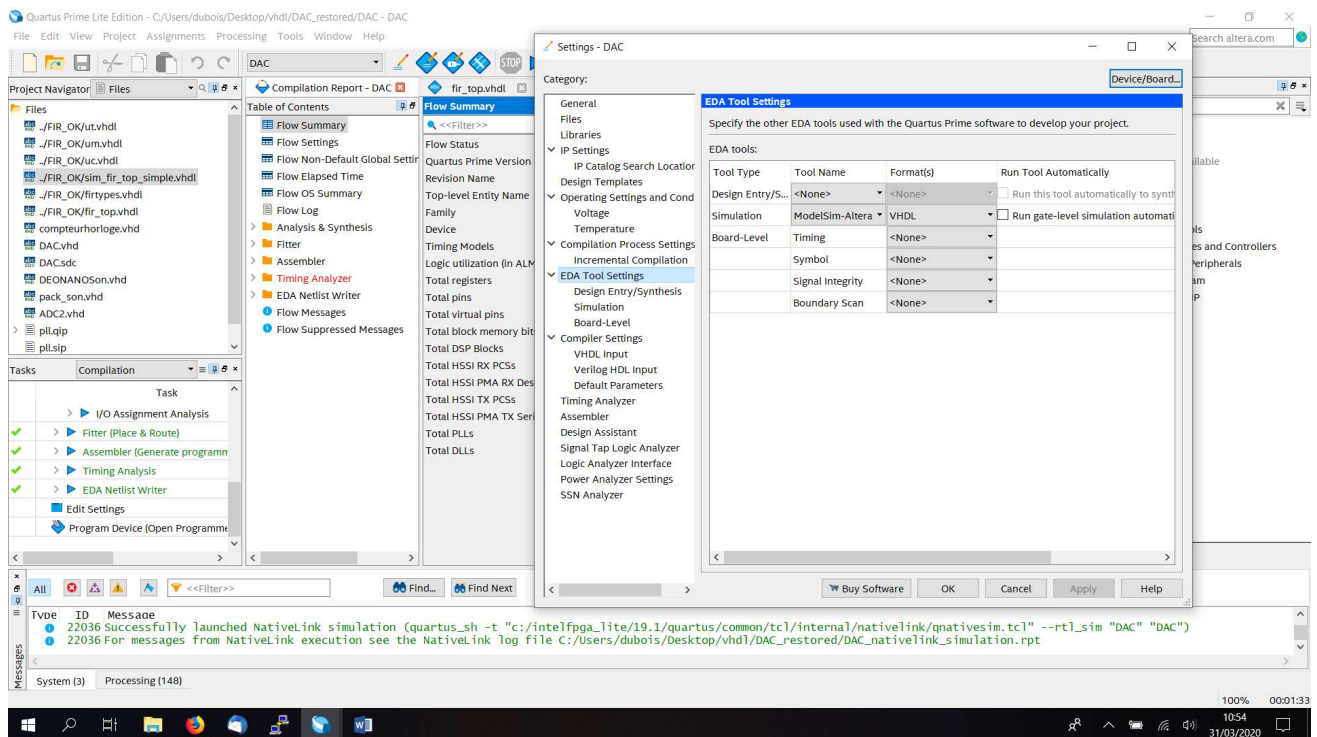 Quartus Prime Lite Edition - C:/Users/dubois/Desktop/vhdl/DAC_restored/DAC - DAC
File Edit View Project Assignments Processing Tools Window Help
Search altera.com
DAC
STOP
Project Navigator Files
Files
../FIR_OK/ut.vhdl
../FIR_OK/um.vhdl
../FIR_OK/uc.vhdl
../FIR_OK/sim_fir_top_simple.vhdl
../FIR_OK/firtypes.vhdl
../FIR_OK/fir_top.vhdl
compteurhorloge.vhd
DAC.vhd
DAC.sdc
DEONANOSon.vhd
pack_son.vhd
ADC2.vhd
pll.qip
pll.sip
Tasks Compilation
Task
I/O Assignment Analysis
Fitter (Place & Route)
Assembler (Generate programm
Timing Analysis
EDA Netlist Writer
Edit Settings
Program Device (Open Programme
Compilation Report - DAC
fir_top.vhdl
Table of Contents
Flow Summary
Flow Settings
Flow Non-Default Global Settir
Flow Elapsed Time
Flow OS Summary
Flow Log
Analysis & Synthesis
Fitter
Assembler
Timing Analyzer
EDA Netlist Writer
Flow Messages
Flow Suppressed Messages
Flow Summary
<<Filter>>
Flow Status
Quartus Prime Version
Revision Name
Top-level Entity Name
Family
Device
Timing Models
Logic utilization (in ALM
Total registers
Total pins
Total virtual pins
Total block memory bit
Total DSP Blocks
Total HSSI RX PCSs
Total HSSI PMA RX Des
Total HSSI TX PCSs
Total HSSI PMA TX Seri
Total PLLs
Total DLLs
Settings - DAC
Category:
Device/Board...
General
Files
Libraries
IP Settings
IP Catalog Search Location
Design Templates
Operating Settings and Cond
Voltage
Temperature
Compilation Process Settings
Incremental Compilation
EDA Tool Settings
Design Entry/Synthesis
Simulation
Board-Level
Compiler Settings
VHDL Input
Verilog HDL Input
Default Parameters
Timing Analyzer
Assembler
Design Assistant
Signal Tap Logic Analyzer
Logic Analyzer Interface
Power Analyzer Settings
SSN Analyzer
EDA Tool Settings
Specify the other EDA tools used with the Quartus Prime software to develop your project.
EDA tools:
Tool Type Tool Name Format(s) Run Tool Automatically
Design Entry/S... <None> <None> Run this tool automatically to synth
Simulation ModelSim-Altera VHDL Run gate-level simulation automati
Board-Level Timing <None>
Symbol <None>
Signal Integrity <None>
Boundary Scan <None>
Buy Software OK Cancel Apply Help
ilable
ls
es and Controllers
Peripherals
am
P
All <<Filter>> Find... Find Next
Type ID Message
22036 Successfully launched NativeLink simulation (quartus_sh -t "c:/intelfpga_lite/19.1/quartus/common/tcl/internal/nativelink/qnativesim.tcl" --rtl_sim "DAC" "DAC")
22036 For messages from NativeLink execution see the NativeLink log file C:/Users/dubois/Desktop/vhdl/DAC_restored/DAC_nativelink_simulation.rpt
Messages
System (3) Processing (148)
100% 00:01:33
10:54
31/03/2020